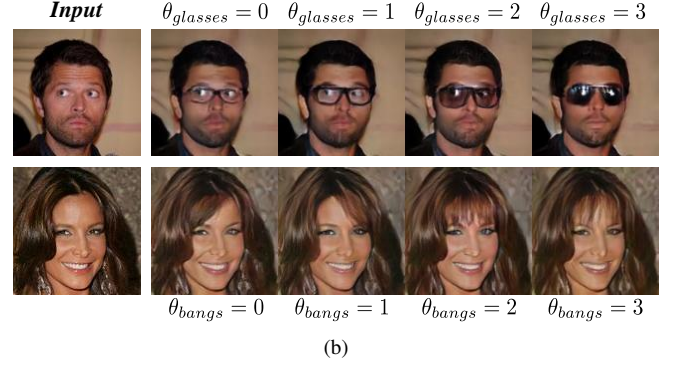 Input θ_glasses = 0 θ_glasses = 1 θ_glasses = 2 θ_glasses = 3
θ_bangs = 0 θ_bangs = 1 θ_bangs = 2 θ_bangs = 3
(b)